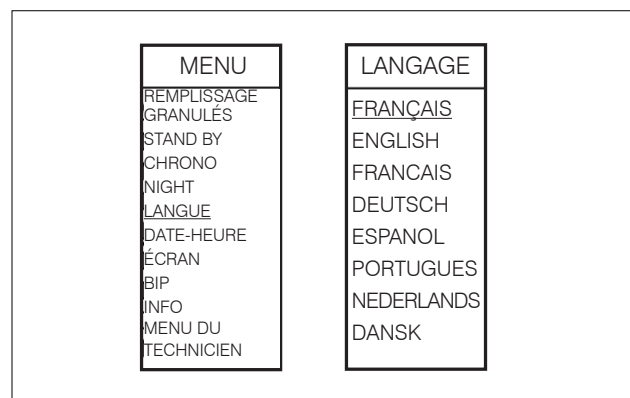 MENU
REMPLISSAGE
GRANULÉS
STAND BY
CHRONO
NIGHT
LANGUE
DATE-HEURE
ÉCRAN
BIP
INFO
MENU DU
TECHNICIEN
LANGAGE
FRANÇAIS
ENGLISH
FRANCAIS
DEUTSCH
ESPANOL
PORTUGUES
NEDERLANDS
DANSK